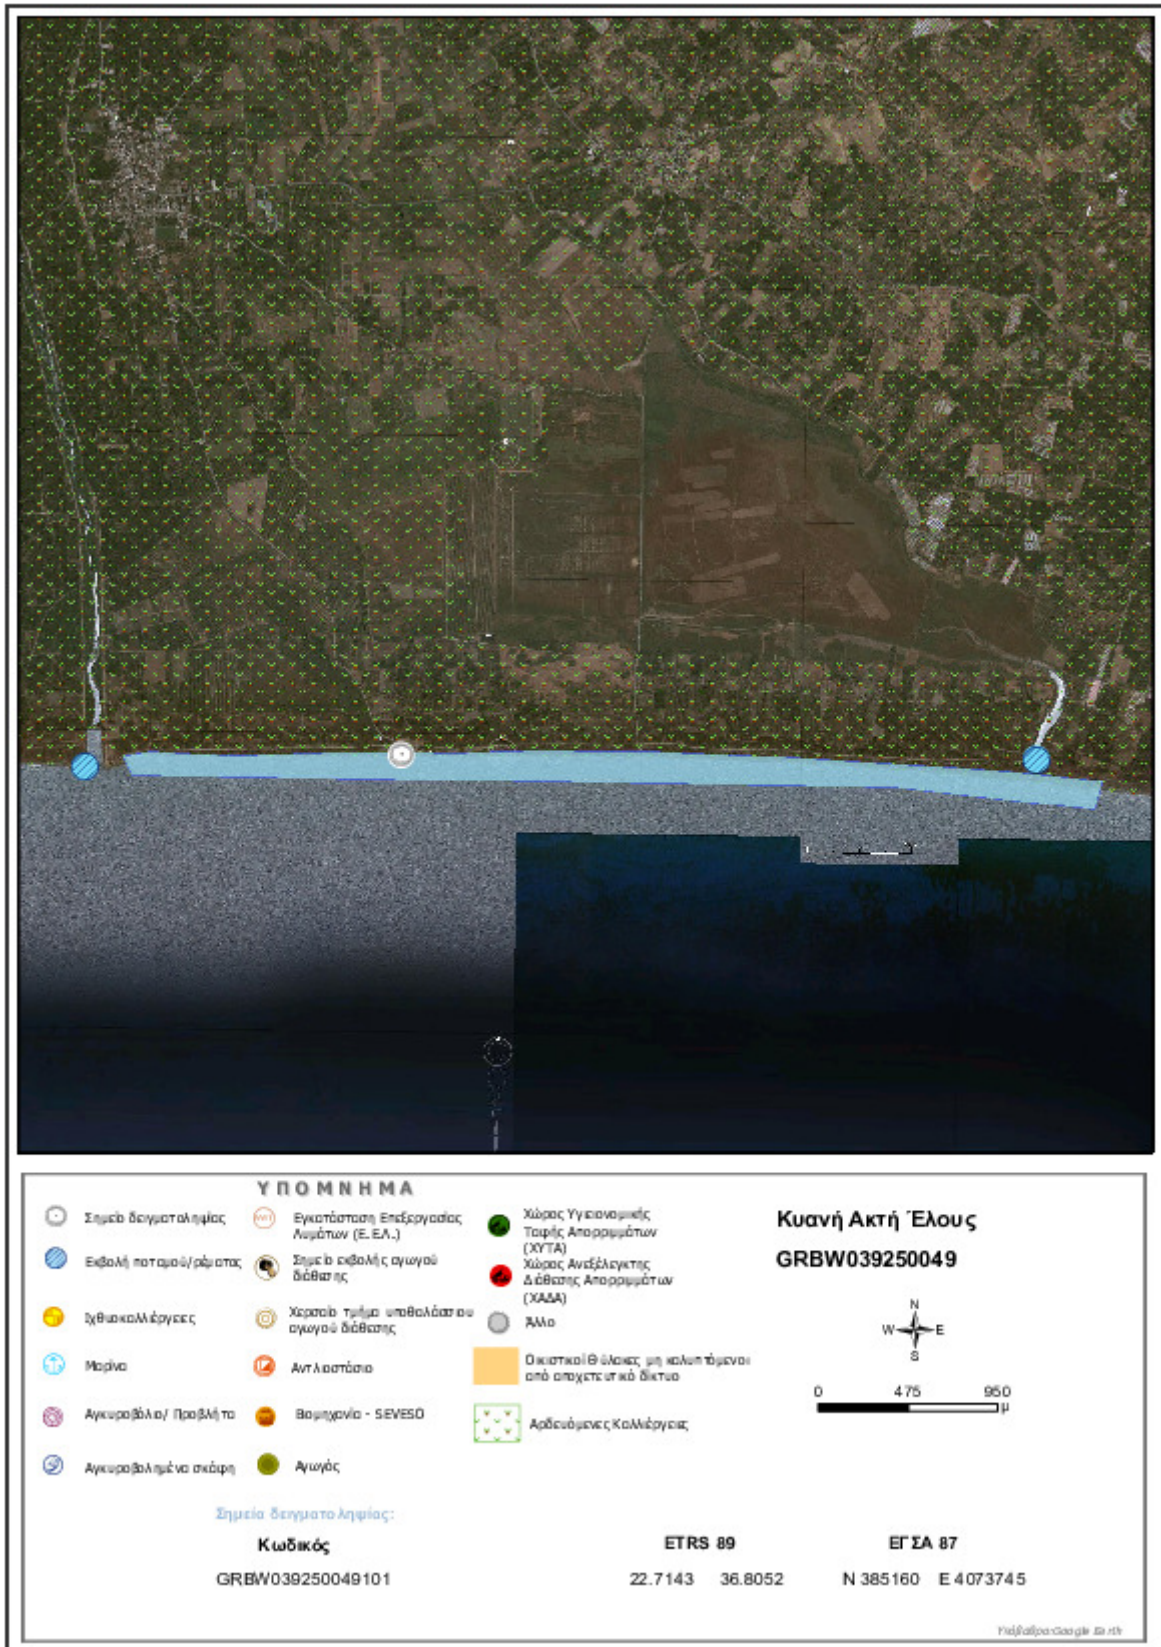 ΥΠΟΜΝΗΜΑ
Σημείο δειγματοληψίας
Εκβολή ποταμού/ρέματος
Ιχθυοκαλλιέργειες
Μαρίνα
Αγκυροβόλιο/ Προβλήτα
Αγκυροβολημένα σκάφη
Εγκατάσταση Επεξεργασίας
Λυμάτων (Ε.Ε.Λ.)
Σημείο εκβολής αγωγού
διάθεσης
Χερσαίο τμήμα υποθαλάσσιου
αγωγού διάθεσης
Αντλιοστάσιο
Βιομηχανία - SEVESO
Αγωγός
Χώρος Υγειονομικής
Ταφής Απορριμμάτων
(ΧΥΤΑ)
Χώρος Ανεξέλεγκτης
Διάθεσης Απορριμμάτων
(ΧΑΔΑ)
Άλλο
Οικιστικοί Θύλακες μη καλυπτόμενοι
από αποχετευτικό δίκτυο
Αρδευόμενες Καλλιέργειες
Κυανή Ακτή Έλους
GRBW039250049
N
W E
S
0 475 950
μ
Σημεία δειγματοληψίας:
Κωδικός ETRS 89 ΕΓΣΑ 87
GRBW039250049101 22.7143 36.8052 N 385160 E 4073745
Υπόβαθρο:Google Earth